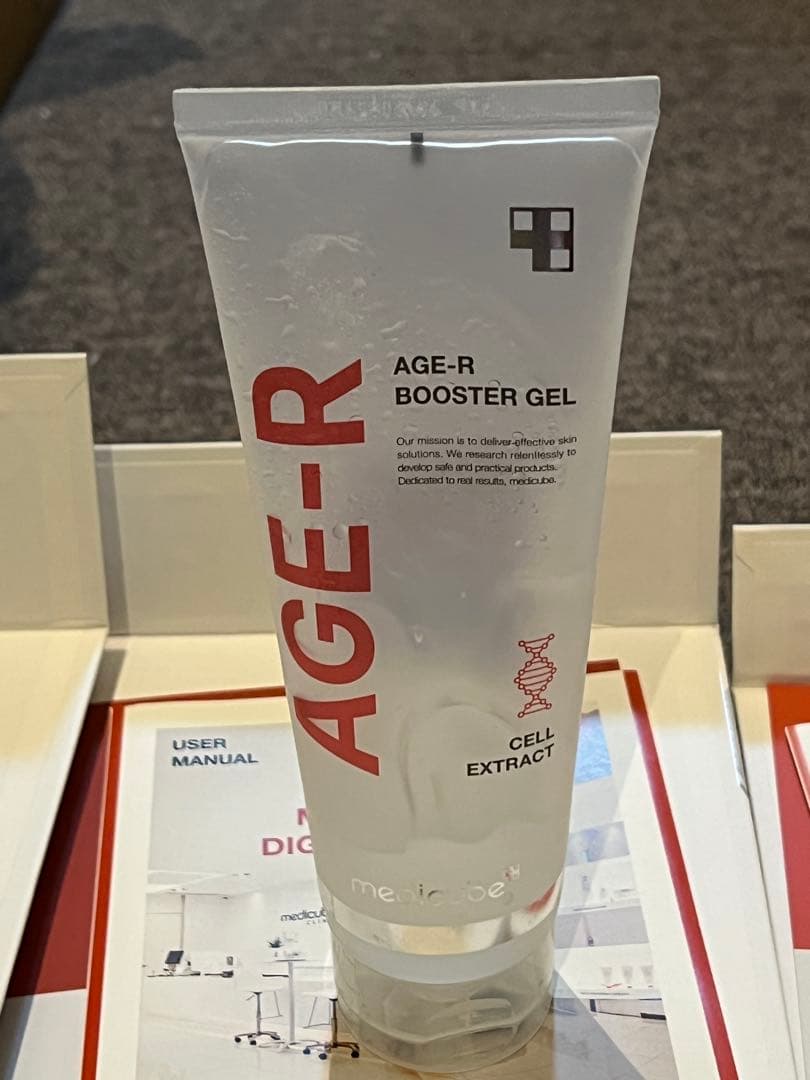 AGE-R
AGE-R
BOOSTER GEL
Our mission is to deliver effective skin
solutions. We research relentlessly to
develop safe and practical products.
Dedicated to real results, medicube.
CELL
EXTRACT
medicube
USER
MANUAL